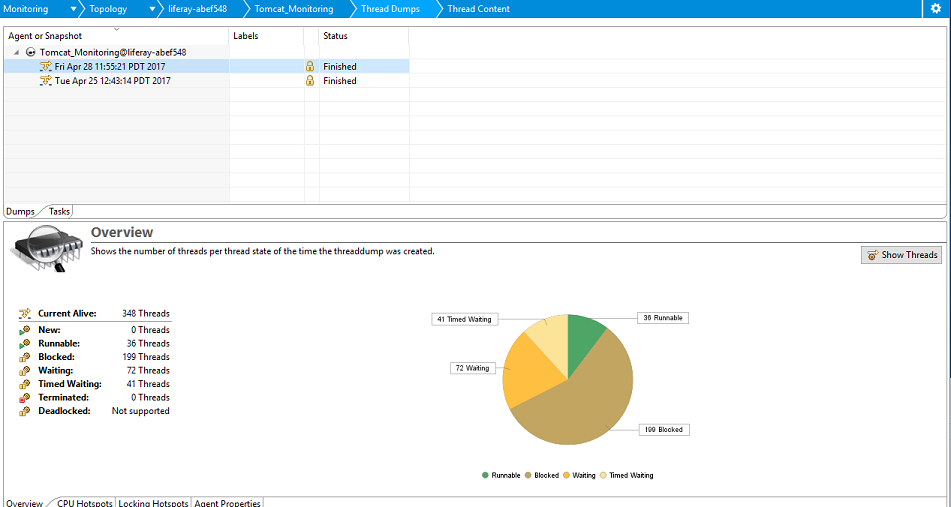 Monitoring Topology liferay-abef548 Tomcat_Monitoring Thread Dumps Thread Content
Agent or Snapshot Labels Status
Tomcat_Monitoring@liferay-abef548
Fri Apr 28 11:55:21 PDT 2017 Finished
Tue Apr 25 12:43:14 PDT 2017 Finished
Dumps Tasks
Overview
Shows the number of threads per thread state of the time the threaddump was created.
Show Threads
Current Alive: 348 Threads
New: 0 Threads
Runnable: 36 Threads
Blocked: 199 Threads
Waiting: 72 Threads
Timed Waiting: 41 Threads
Terminated: 0 Threads
Deadlocked: Not supported
41 Timed Waiting
36 Runnable
72 Waiting
199 Blocked
Runnable Blocked Waiting Timed Waiting
Overview CPU Hotspots Locking Hotspots Agent Properties